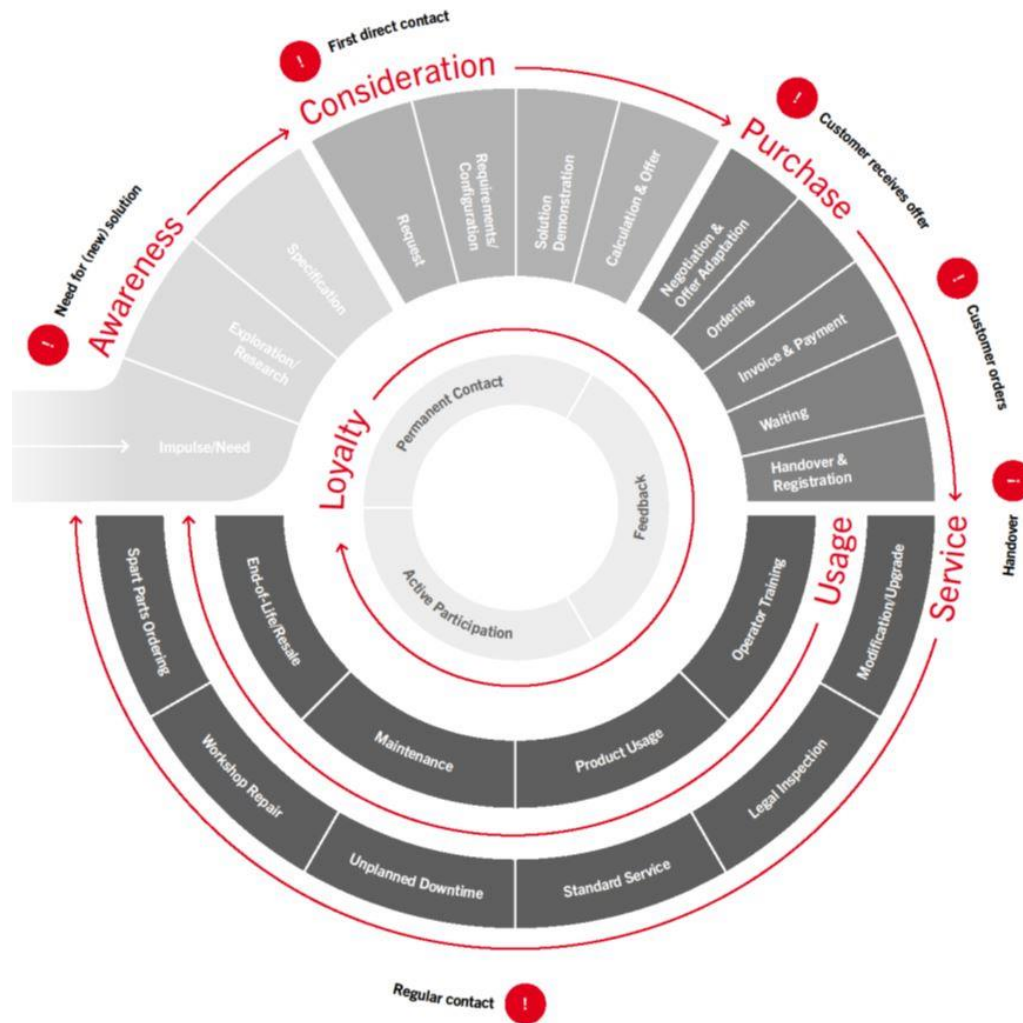 First direct contact
Consideration
Need for (new) solution
Awareness
Customer receives offer
Purchase
Customer orders
Handover
Impulse/Need
Exploration/
Research
Specification
Request
Requirements/
Configuration
Solution
Demonstration
Calculation & Offer
Negotiation &
Offer Adaptation
Ordering
Invoice & Payment
Waiting
Handover &
Registration
Loyalty
Permanent Contact
Feedback
Active Participation
Usage
Operator Training
Product Usage
Maintenance
End-of-Life/Resale
Service
Modification/Upgrade
Legal Inspection
Standard Service
Unplanned Downtime
Workshop Repair
Spart Parts Ordering
Regular contact
!
!
!
!
!
!